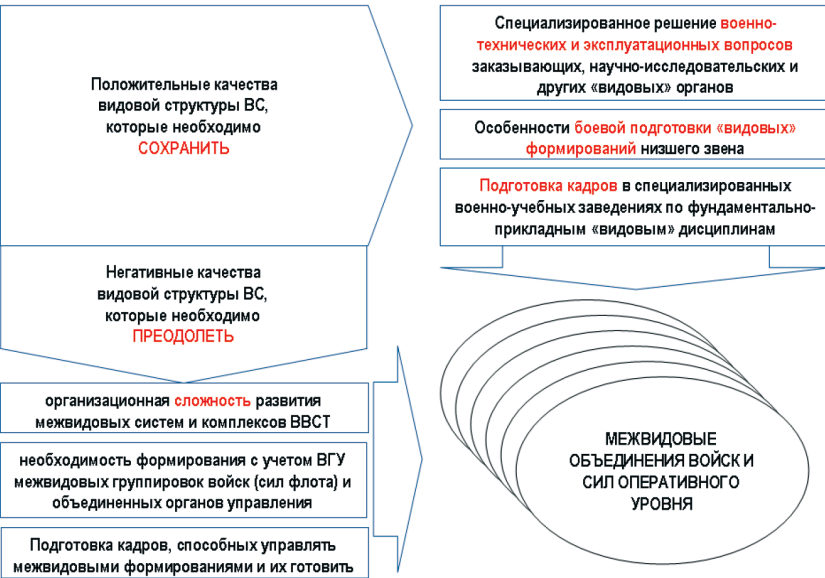 Положительные качества
видовой структуры ВС,
которые необходимо
СОХРАНИТЬ
Специализированное решение военно-
технических и эксплуатационных вопросов
заказывающих, научно-исследовательских и
других «видовых» органов
Особенности боевой подготовки «видовых»
формирований низшего звена
Подготовка кадров в специализированных
военно-учебных заведениях по фундаментально-
прикладным «видовым» дисциплинам
Негативные качества
видовой структуры ВС,
которые необходимо
ПРЕОДОЛЕТЬ
организационная сложность развития
межвидовых систем и комплексов ВВСТ
необходимость формирования с учетом ВГУ
межвидовых группировок войск (сил флота) и
объединенных органов управления
Подготовка кадров, способных управлять
межвидовыми формированиями и их готовить
МЕЖВИДОВЫЕ
ОБЪЕДИНЕНИЯ ВОЙСК И
СИЛ ОПЕРАТИВНОГО
УРОВНЯ